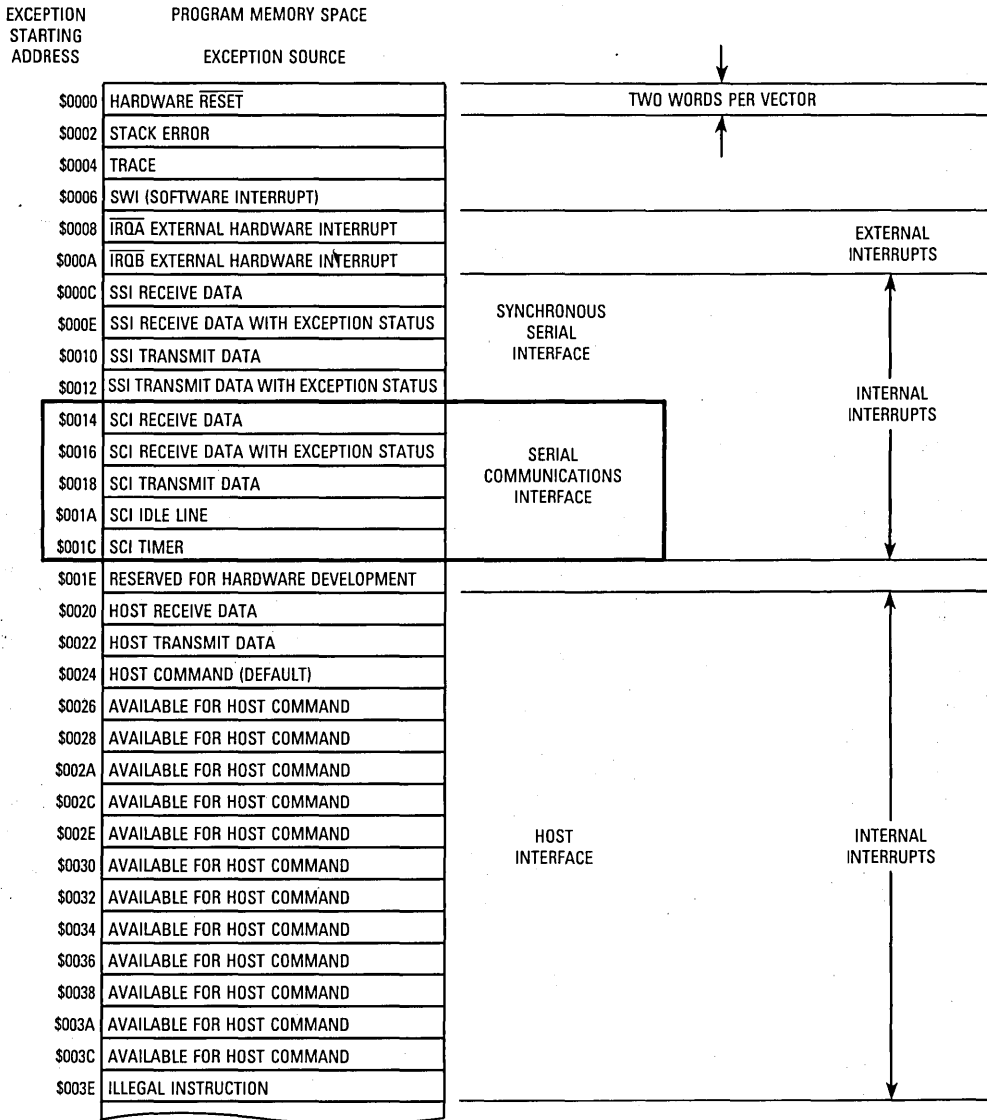 EXCEPTION STARTING ADDRESS
PROGRAM MEMORY SPACE
EXCEPTION SOURCE
$0000 HARDWARE RESET
TWO WORDS PER VECTOR
$0002 STACK ERROR
$0004 TRACE
$0006 SWI (SOFTWARE INTERRUPT)
$0008 IRQA EXTERNAL HARDWARE INTERRUPT
$000A IRQB EXTERNAL HARDWARE INTERRUPT
EXTERNAL INTERRUPTS
$000C SSI RECEIVE DATA
$000E SSI RECEIVE DATA WITH EXCEPTION STATUS
$0010 SSI TRANSMIT DATA
$0012 SSI TRANSMIT DATA WITH EXCEPTION STATUS
SYNCHRONOUS SERIAL INTERFACE
INTERNAL INTERRUPTS
$0014 SCI RECEIVE DATA
$0016 SCI RECEIVE DATA WITH EXCEPTION STATUS
$0018 SCI TRANSMIT DATA
$001A SCI IDLE LINE
$001C SCI TIMER
SERIAL COMMUNICATIONS INTERFACE
$001E RESERVED FOR HARDWARE DEVELOPMENT
$0020 HOST RECEIVE DATA
$0022 HOST TRANSMIT DATA
$0024 HOST COMMAND (DEFAULT)
$0026 AVAILABLE FOR HOST COMMAND
$0028 AVAILABLE FOR HOST COMMAND
$002A AVAILABLE FOR HOST COMMAND
$002C AVAILABLE FOR HOST COMMAND
$002E AVAILABLE FOR HOST COMMAND
$0030 AVAILABLE FOR HOST COMMAND
$0032 AVAILABLE FOR HOST COMMAND
$0034 AVAILABLE FOR HOST COMMAND
$0036 AVAILABLE FOR HOST COMMAND
$0038 AVAILABLE FOR HOST COMMAND
$003A AVAILABLE FOR HOST COMMAND
$003C AVAILABLE FOR HOST COMMAND
$003E ILLEGAL INSTRUCTION
HOST INTERFACE
INTERNAL INTERRUPTS